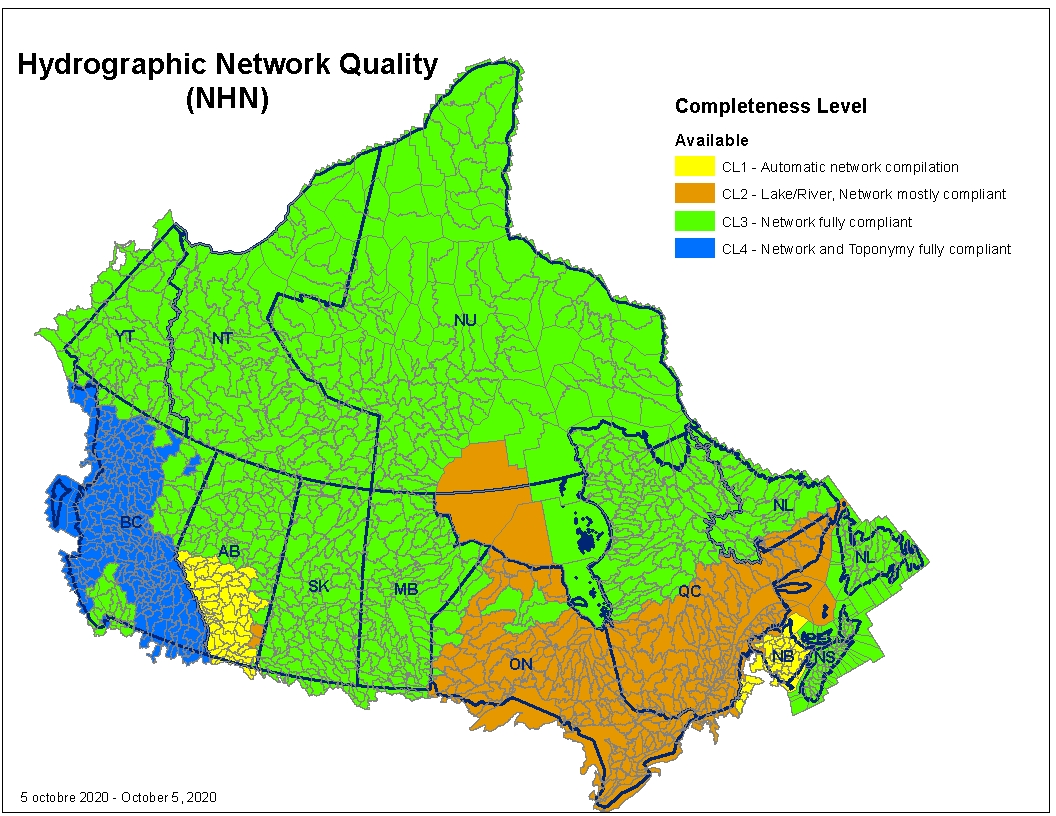 Hydrographic Network Quality
(NHN)
Completeness Level
Available
CL1 - Automatic network compilation
CL2 - Lake/River, Network mostly compliant
CL3 - Network fully compliant
CL4 - Network and Toponymy fully compliant
YT
NT
NU
BC
AB
SK
MB
ON
QC
NL
NL
NB
NS
5 octobre 2020 - October 5, 2020